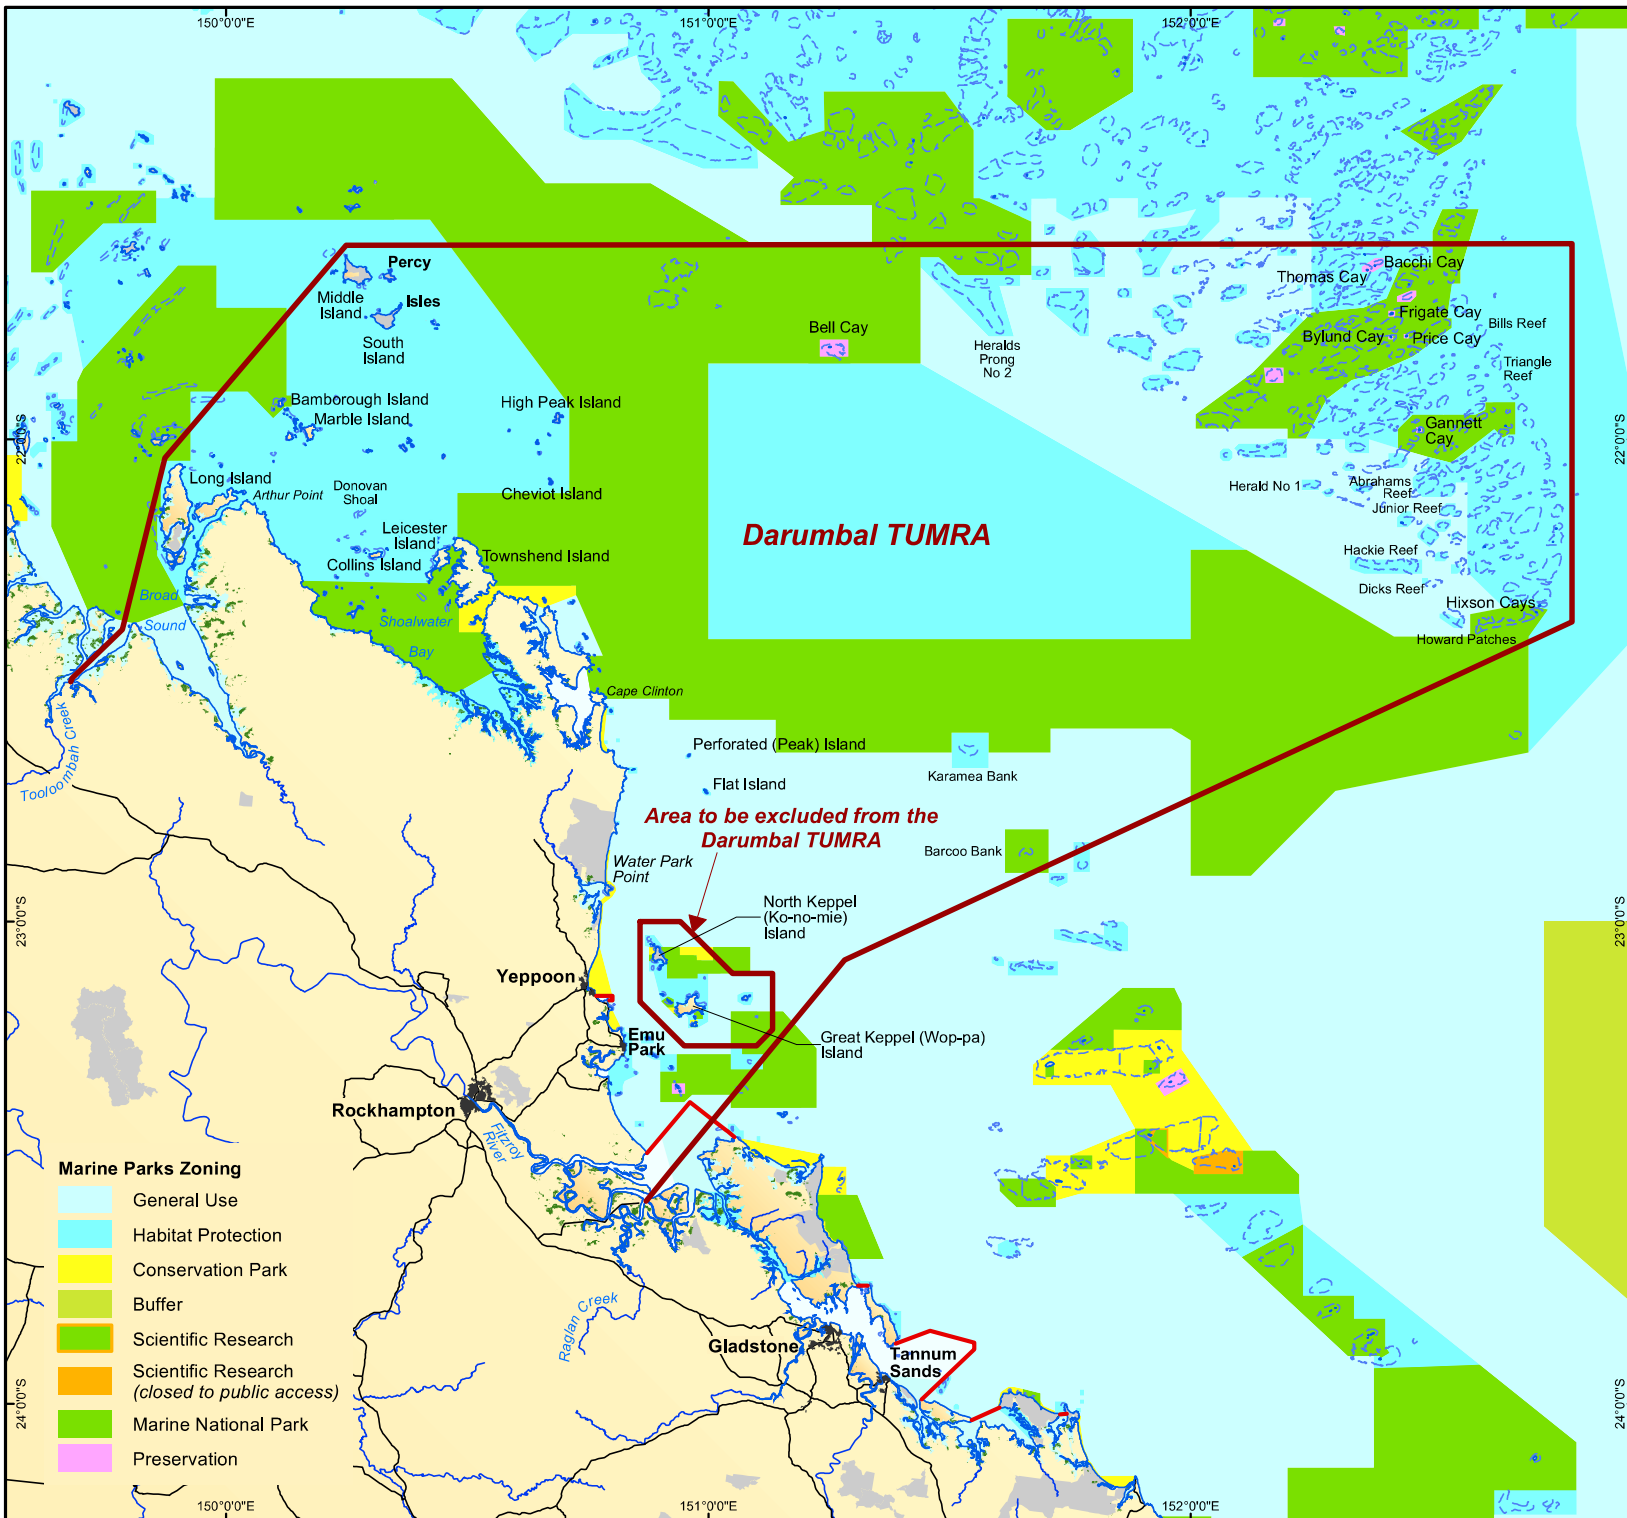 150°0'0"E
151°0'0"E
152°0'0"E
Percy
Isles
Middle
Island
South
Island
Bell Cay
Heralds
Prong
No 2
Thomas Cay
Bacchi Cay
Frigate Cay
Bylund Cay
Price Cay
Bills Reef
Triangle
Reef
Bamborough Island
Marble Island
High Peak Island
Gannett
Cay
22°0'0"S
22°0'0"S
Long Island
Arthur Point
Donovan
Shoal
Cheviot Island
Herald No 1
Abrahams
Reef
Junior Reef
Leicester
Island
Collins Island
Townshend Island
Darumbal TUMRA
Hackie Reef
Dicks Reef
Hixson Cays
Howard Patches
Broad
Sound
Shoalwater
Bay
Cape Clinton
Tooloombah Creek
Perforated (Peak) Island
Flat Island
Karamea Bank
Area to be excluded from the
Darumbal TUMRA
Barcoo Bank
Water Park
Point
North Keppel
(Ko-no-mie)
Island
23°0'0"S
23°0'0"S
Yeppoon
Emu
Park
Great Keppel (Wop-pa)
Island
Rockhampton
Fitzroy
River
Raglan Creek
Gladstone
Tannum
Sands
Marine Parks Zoning
General Use
Habitat Protection
Conservation Park
Buffer
Scientific Research
Scientific Research
(closed to public access)
Marine National Park
Preservation
24°0'0"S
24°0'0"S
150°0'0"E
151°0'0"E
152°0'0"E